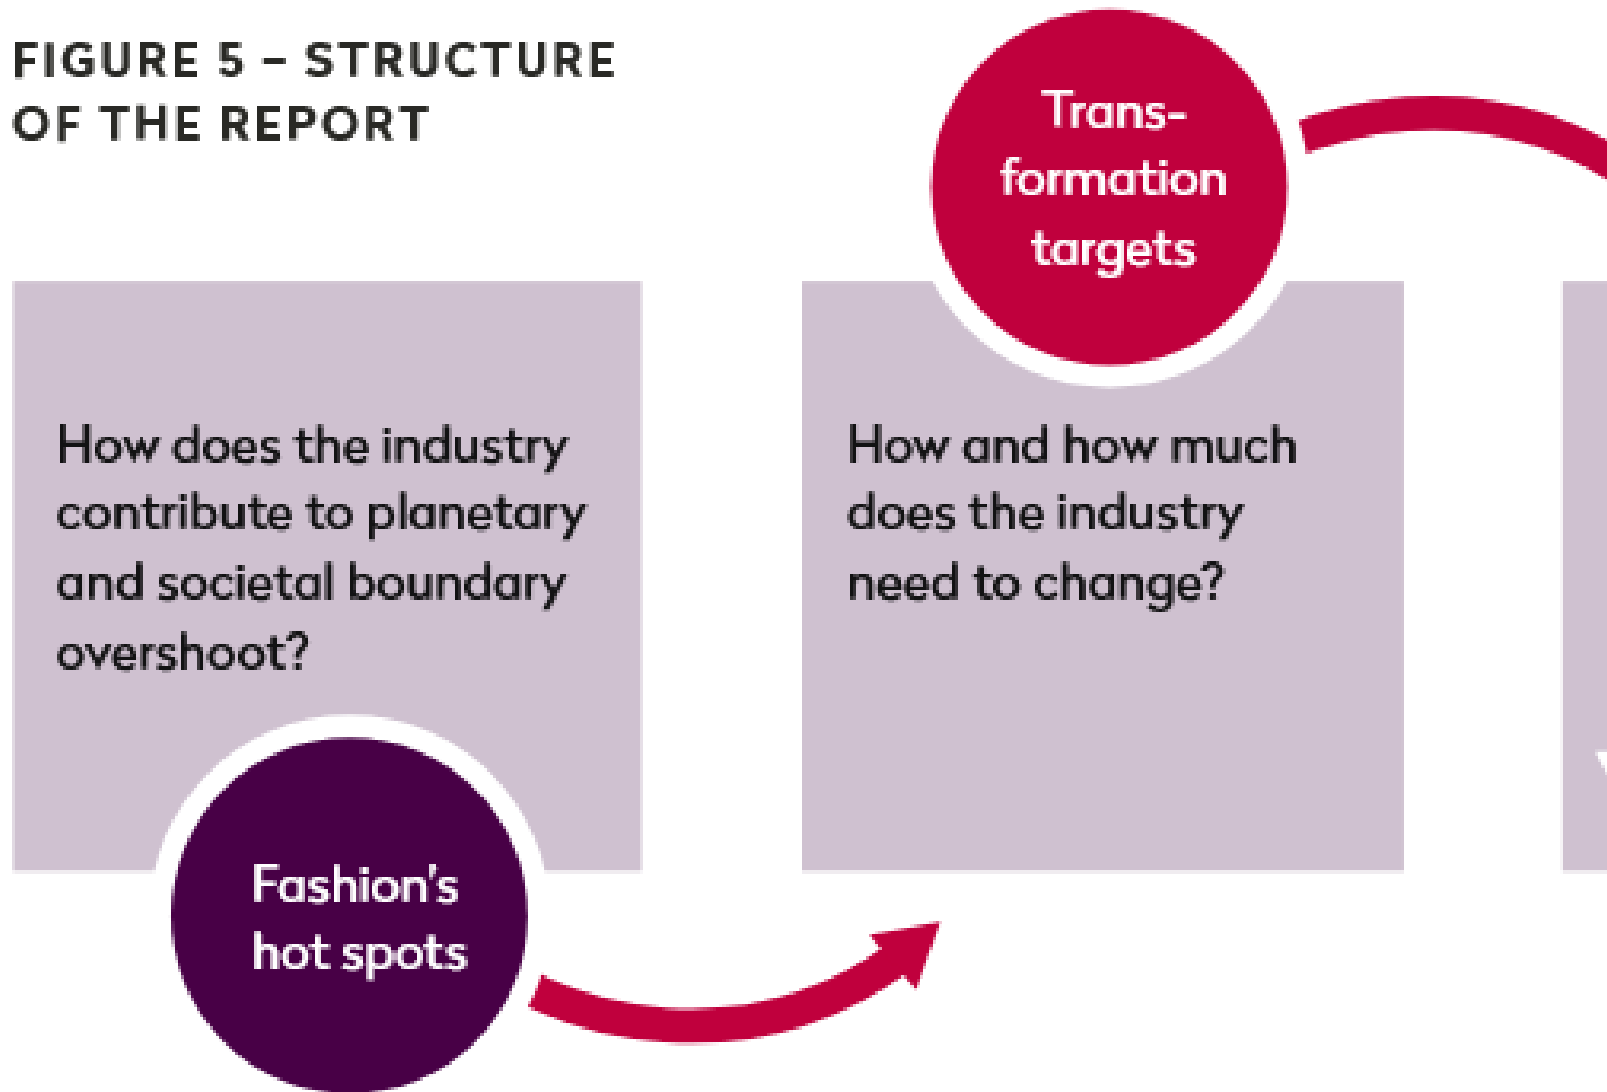 FIGURE 5 – STRUCTURE
OF THE REPORT
How does the industry
contribute to planetary
and societal boundary
overshoot?
Fashion's
hot spots
Trans-
formation
targets
How and how much
does the industry
need to change?